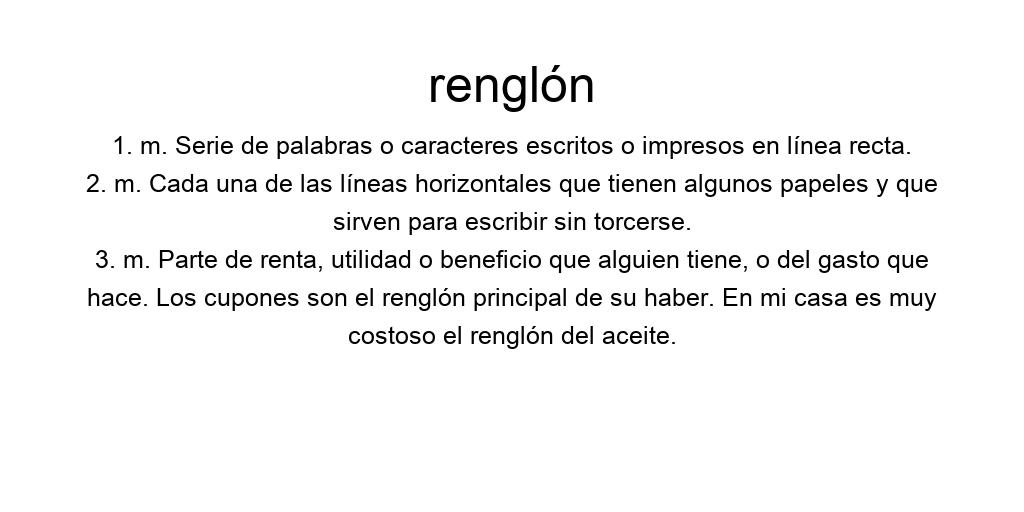 renglón
1. m. Serie de palabras o caracteres escritos o impresos en línea recta.
2. m. Cada una de las líneas horizontales que tienen algunos papeles y que
sirven para escribir sin torcerse.
3. m. Parte de renta, utilidad o beneficio que alguien tiene, o del gasto que
hace. Los cupones son el renglón principal de su haber. En mi casa es muy
costoso el renglón del aceite.